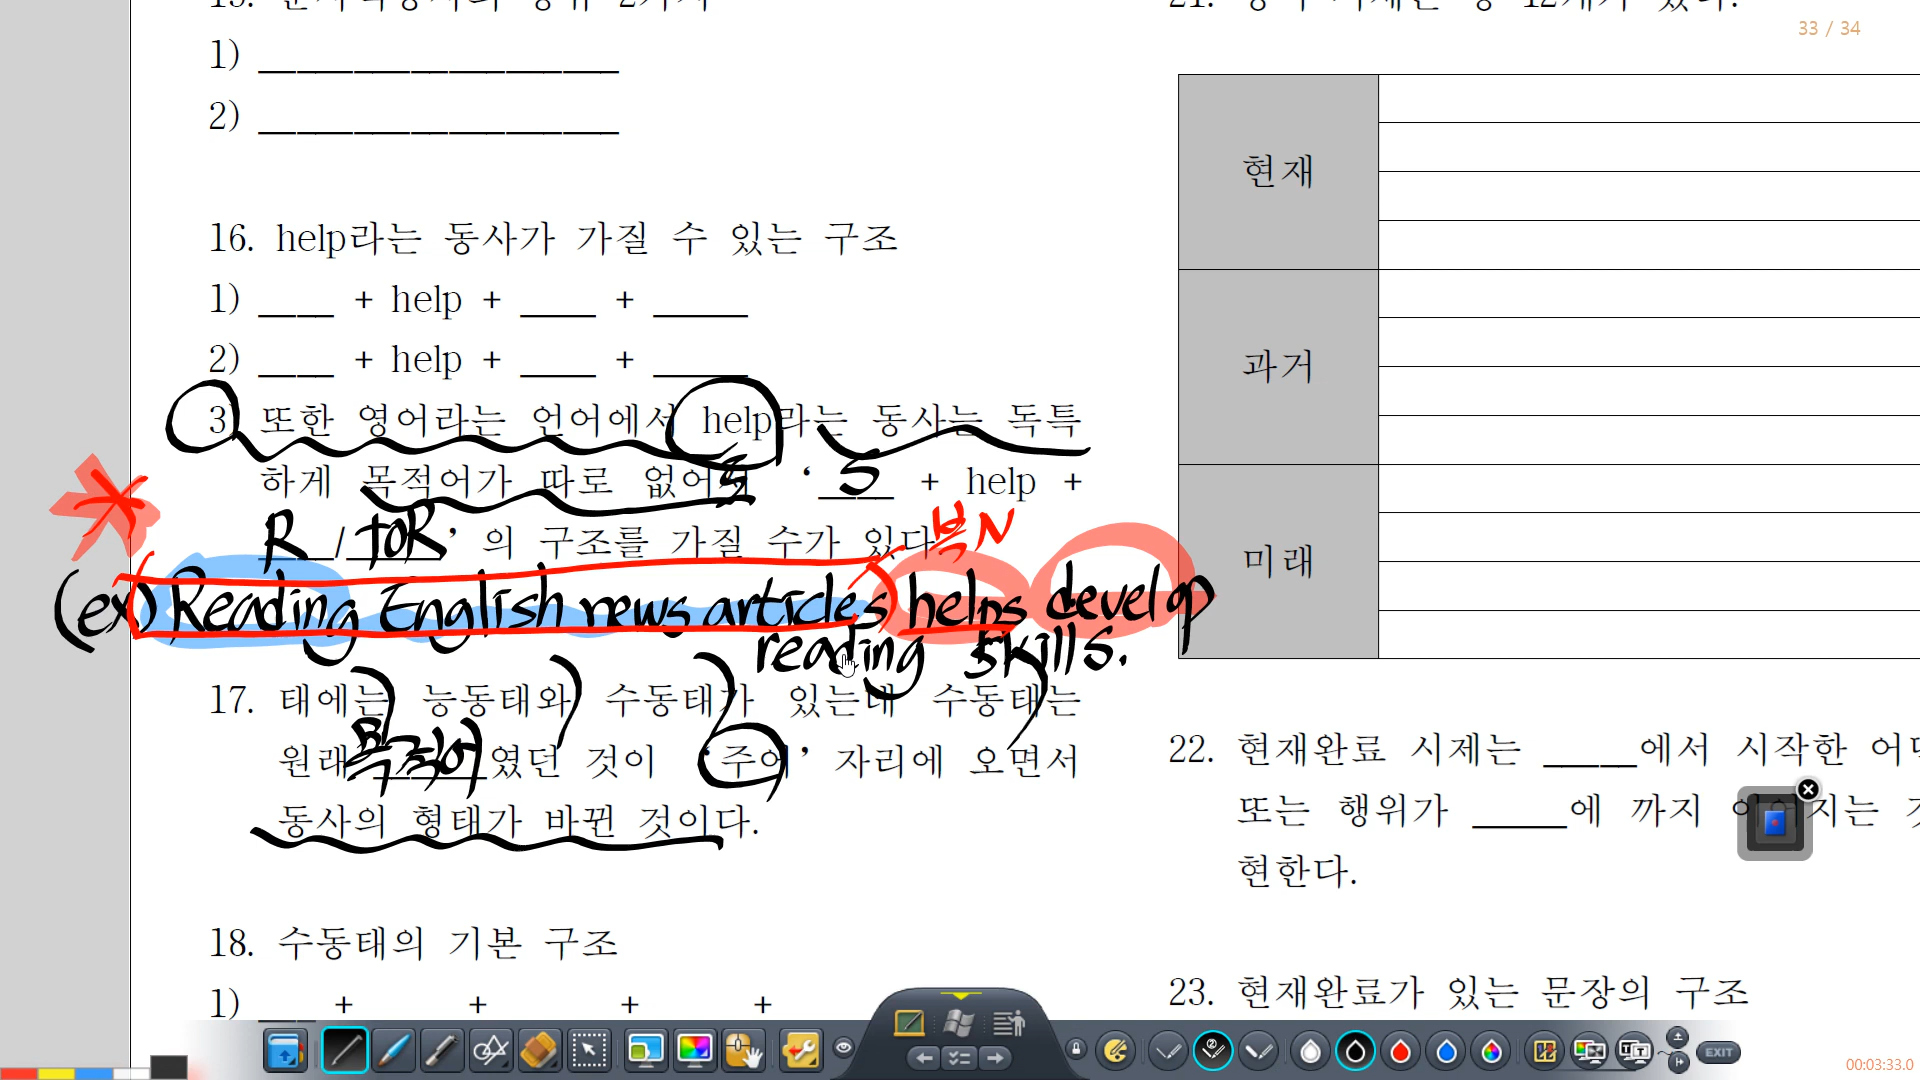 33 / 34
1) ___________________
2) ___________________
16. help라는 동사가 가질 수 있는 구조
1) ____ + help + ____ + _____
2) ____ + help + ____ + _____
3) 또한 영어라는 언어에서 help라는 동사는 독특
하게 목적어가 따로 없어서 ‘ S + help +
R / to R ’ 의 구조를 가질 수가 있다
(ex) Reading English news articles helps develop
reading skills.
17. 태에는 능동태와 수동태가 있는데 수동태는
원래 목적어였던 것이 ‘주어’ 자리에 오면서
동사의 형태가 바뀐 것이다.
18. 수동태의 기본 구조
1) ___ + + + +
현재
과거
미래
22. 현재완료 시제는 _____에서 시작한
또는 행위가 _____에 까지 이어지는
현한다.
23. 현재완료가 있는 문장의 구조
EXIT
00:03:33.0